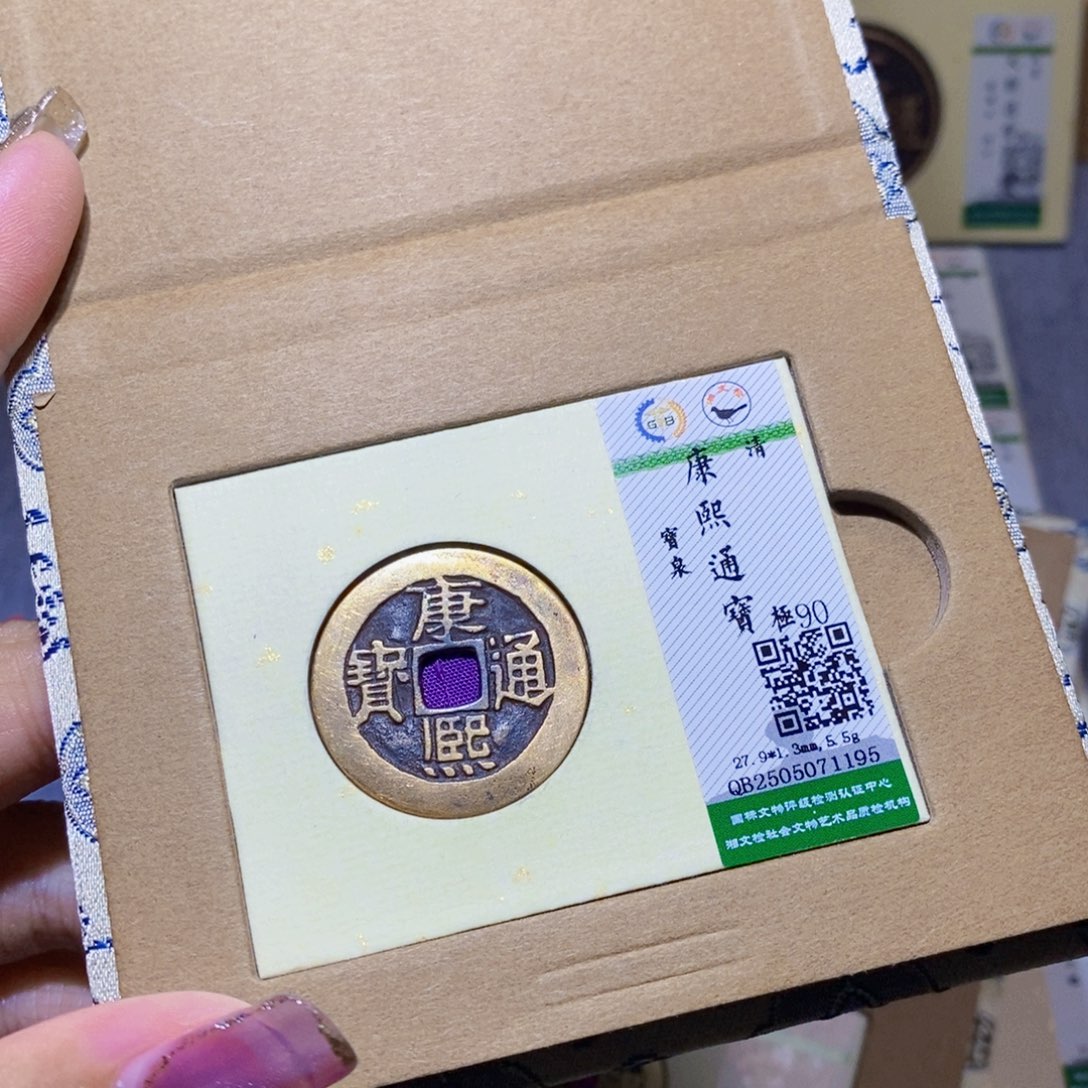 康熙通寶
GB
清
康熙通寶
寶泉
極90
27.9*1.3mm,5.5g
QB2505071195
国标文物评级检测认证中心
湘文检社会文物艺术品质检机构